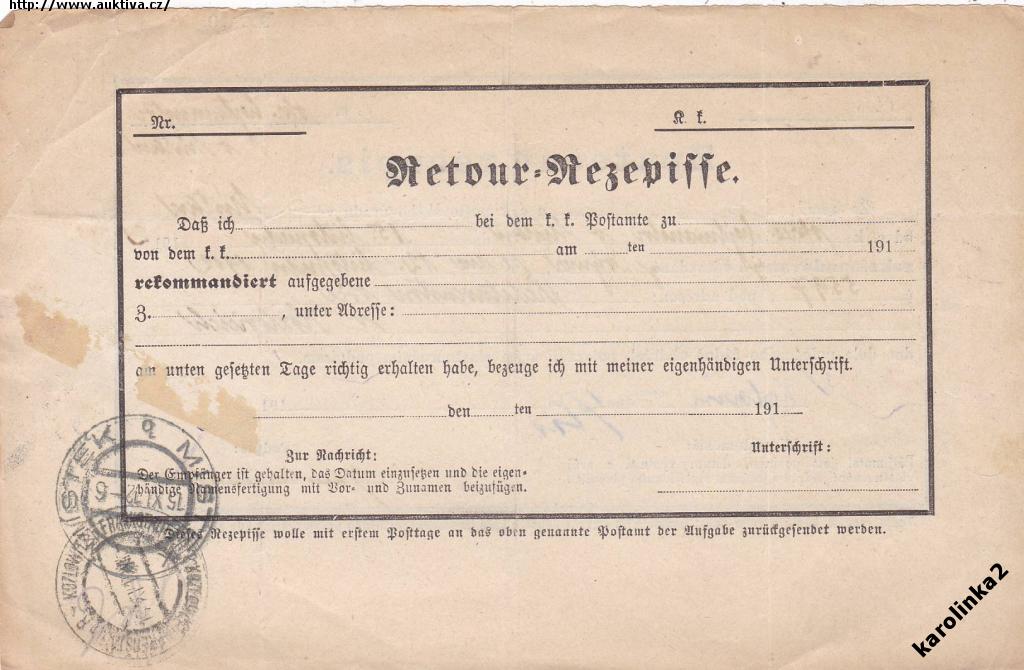 http://www.auktiva.cz/
Nr.
K. k.
Retour-Rezepisse.
Daß ich bei dem k. k. Postamte zu
von dem k. k. am ten 191
rekommandiert aufgegebene
3. , unter Adresse:
am unten gesetzten Tage richtig erhalten habe, bezeuge ich mit meiner eigenhändigen Unterschrift.
den ten 191
Zur Nachricht:
Unterschrift:
Der Empfänger ist gehalten, das Datum einzusetzen und die eigen-
händige Namensfertigung mit Vor- und Zunamen beizufügen.
Dieses Rezepisse wolle mit erstem Posttage an das oben genannte Postamt der Aufgabe zurückgesendet werden.
karolinka2